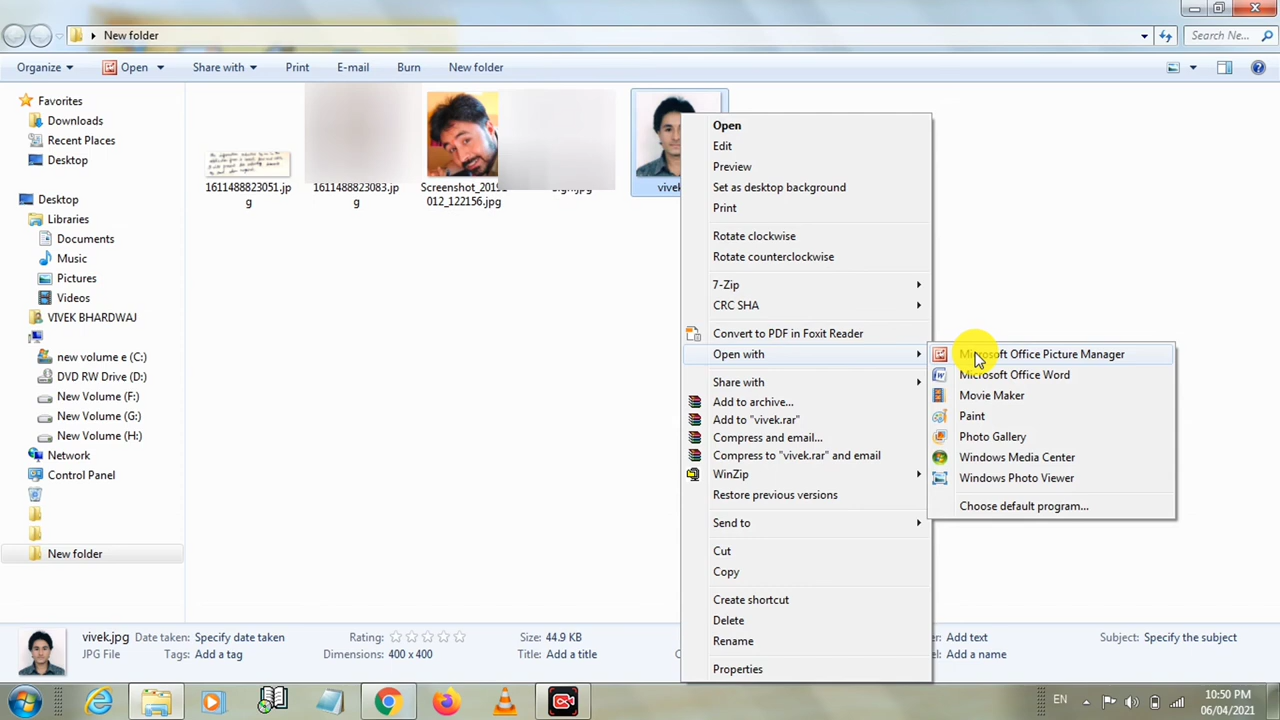 New folder
Search Ne...
Organize
Open
Share with
Print
E-mail
Burn
New folder
Favorites
Downloads
Recent Places
Desktop
Desktop
Libraries
Documents
Music
Pictures
Videos
VIVEK BHARDWAJ
new volume e (C:)
DVD RW Drive (D:)
New Volume (F:)
New Volume (G:)
New Volume (H:)
Network
Control Panel
New folder
1611488823051.jp
g
1611488823083.jp
g
Screenshot_2019
012_122156.jpg
vivek
Open
Edit
Preview
Set as desktop background
Print
Rotate clockwise
Rotate counterclockwise
7-Zip
CRC SHA
Convert to PDF in Foxit Reader
Open with
Share with
Add to archive...
Add to "vivek.rar"
Compress and email...
Compress to "vivek.rar" and email
WinZip
Restore previous versions
Send to
Cut
Copy
Create shortcut
Delete
Rename
Properties
Microsoft Office Picture Manager
Microsoft Office Word
Movie Maker
Paint
Photo Gallery
Windows Media Center
Windows Photo Viewer
Choose default program...
vivek.jpg Date taken: Specify date taken Rating: Size: 44.9 KB Add text Subject: Specify the subject
JPG File Tags: Add a tag Dimensions: 400 x 400 Title: Add a title Add a name
EN
10:50 PM
06/04/2021